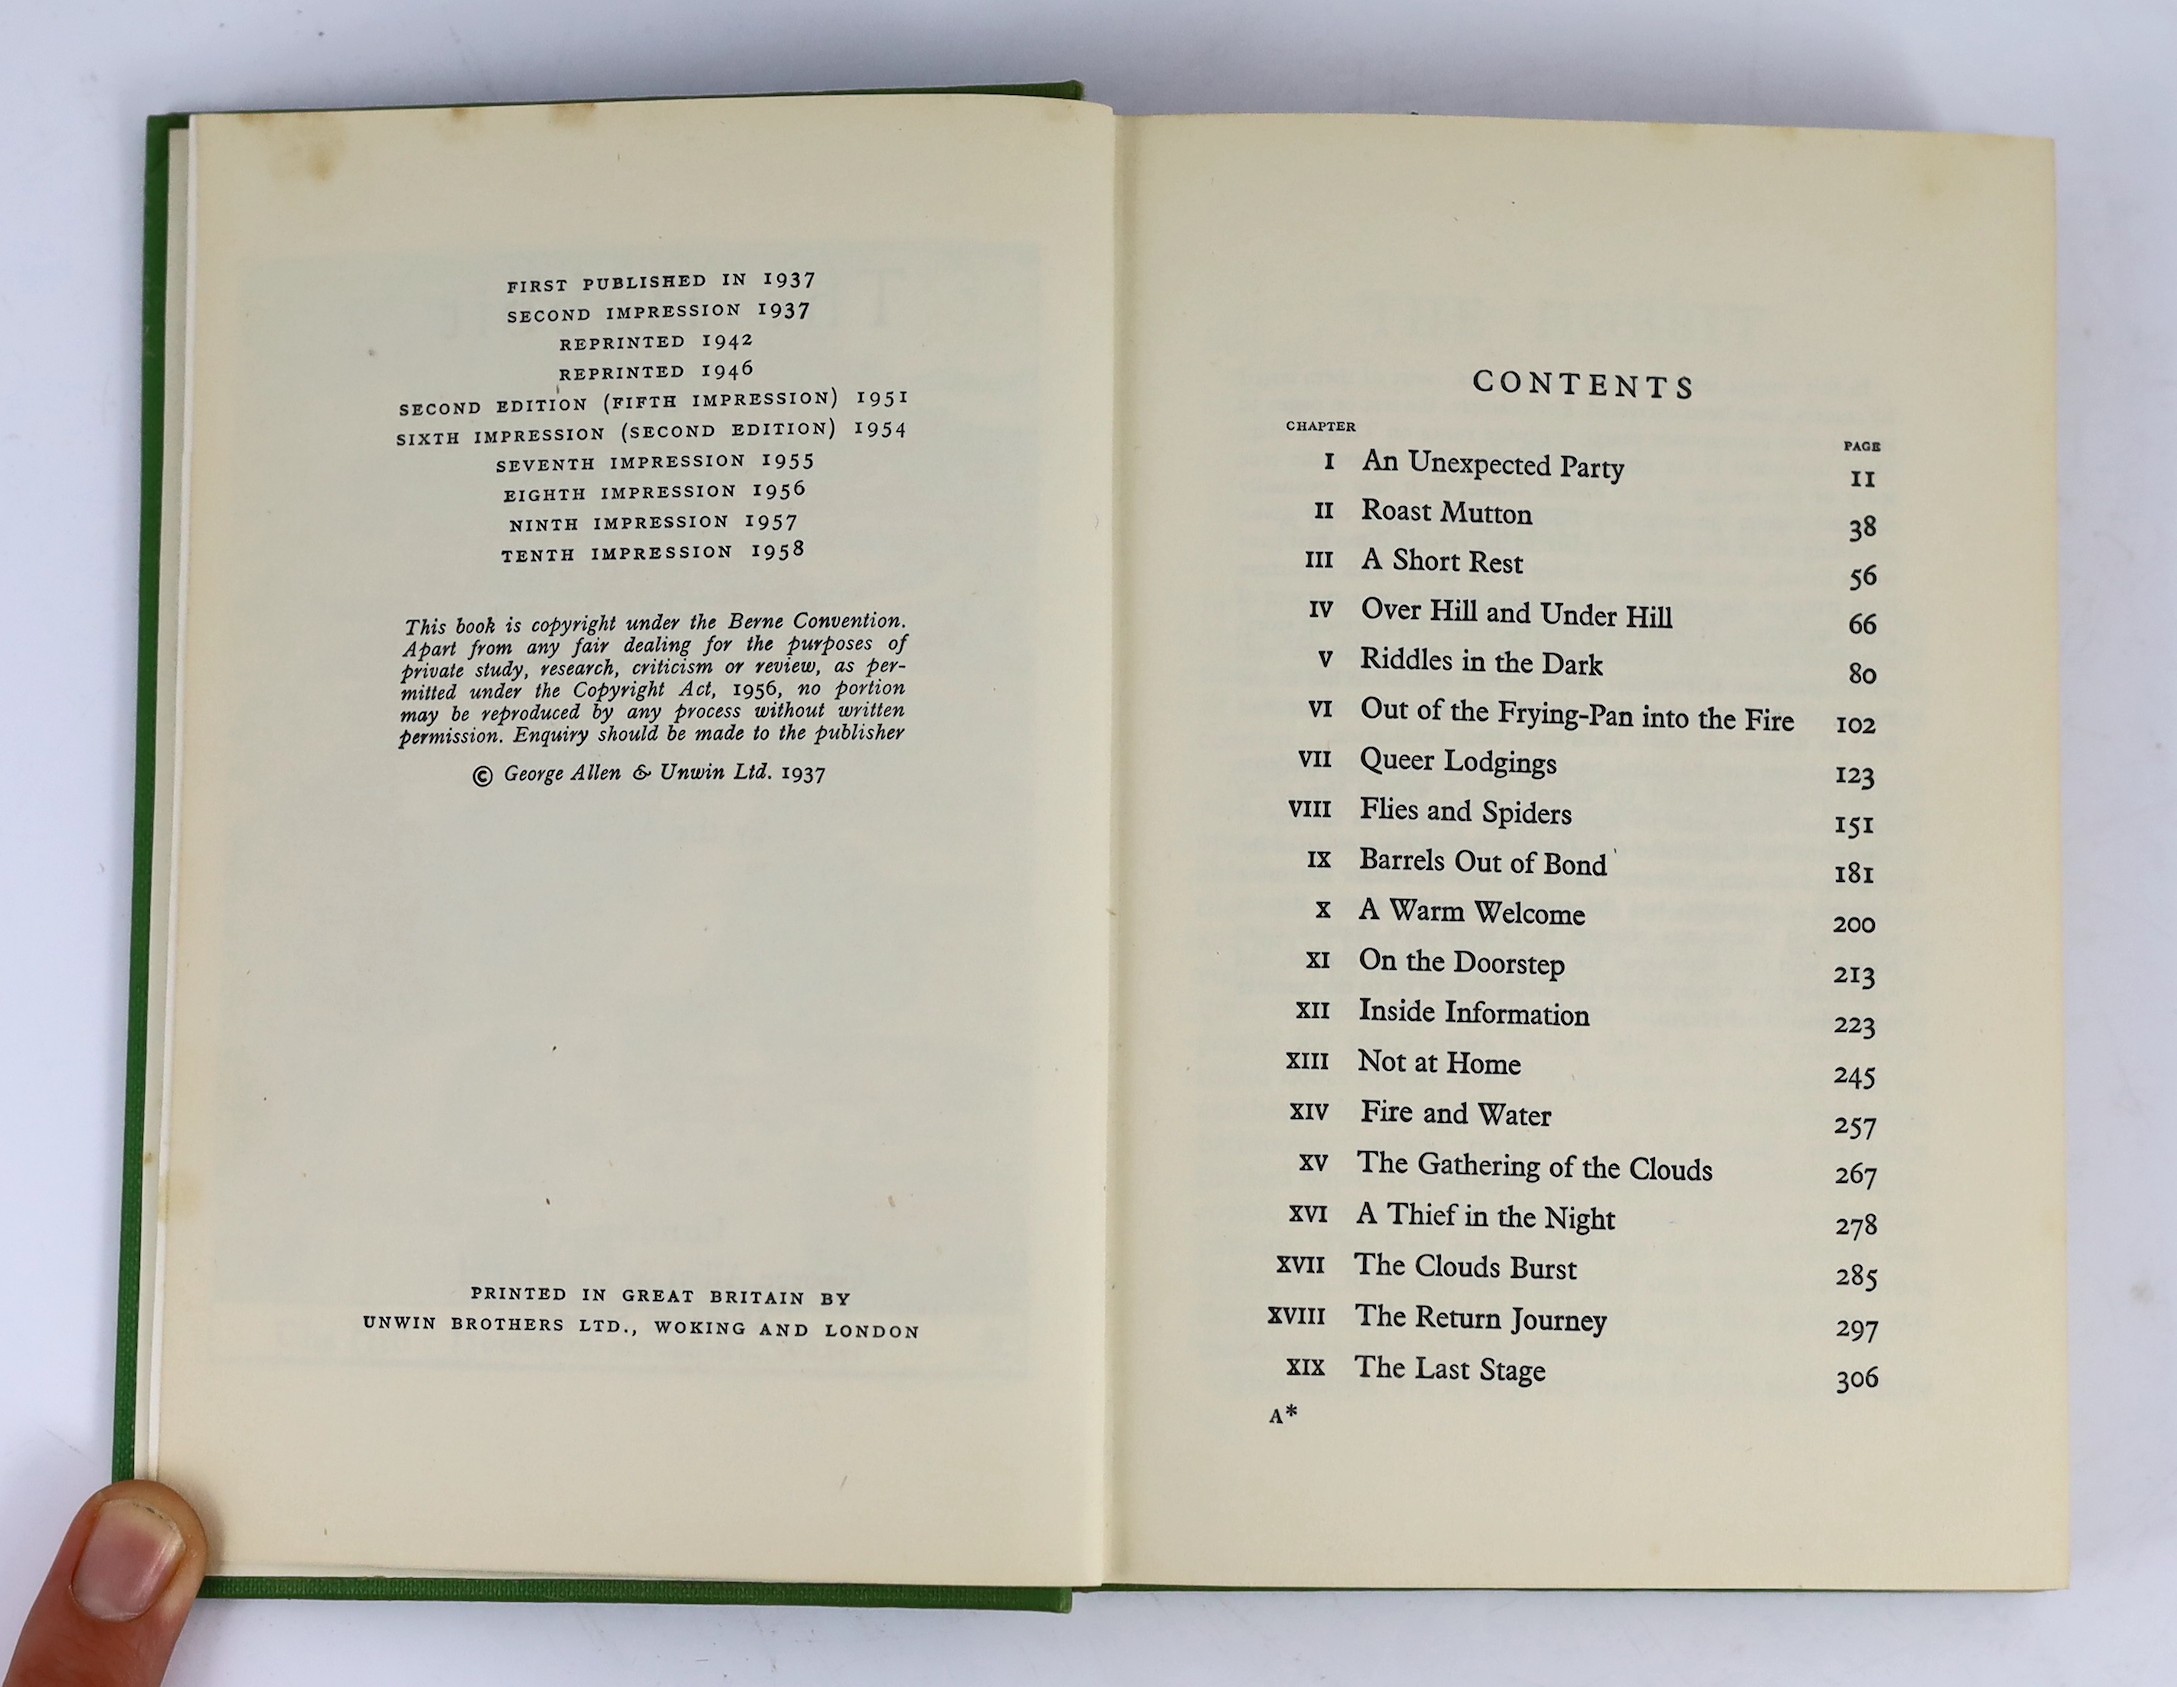 FIRST PUBLISHED IN 1937
SECOND IMPRESSION 1937
REPRINTED 1942
REPRINTED 1946
SECOND EDITION (FIFTH IMPRESSION) 1951
SIXTH IMPRESSION (SECOND EDITION) 1954
SEVENTH IMPRESSION 1955
EIGHTH IMPRESSION 1956
NINTH IMPRESSION 1957
TENTH IMPRESSION 1958
This book is copyright under the Berne Convention.
Apart from any fair dealing for the purposes of
private study, research, criticism or review, as per-
mitted under the Copyright Act, 1956, no portion
may be reproduced by any process without written
permission. Enquiry should be made to the publisher
© George Allen & Unwin Ltd. 1937
PRINTED IN GREAT BRITAIN BY
UNWIN BROTHERS LTD., WOKING AND LONDON
CONTENTS
CHAPTER PAGE
I An Unexpected Party 11
II Roast Mutton 38
III A Short Rest 56
IV Over Hill and Under Hill 66
V Riddles in the Dark 80
VI Out of the Frying-Pan into the Fire 102
VII Queer Lodgings 123
VIII Flies and Spiders 151
IX Barrels Out of Bond 181
X A Warm Welcome 200
XI On the Doorstep 213
XII Inside Information 223
XIII Not at Home 245
XIV Fire and Water 257
XV The Gathering of the Clouds 267
XVI A Thief in the Night 278
XVII The Clouds Burst 285
XVIII The Return Journey 297
XIX The Last Stage 306
A*